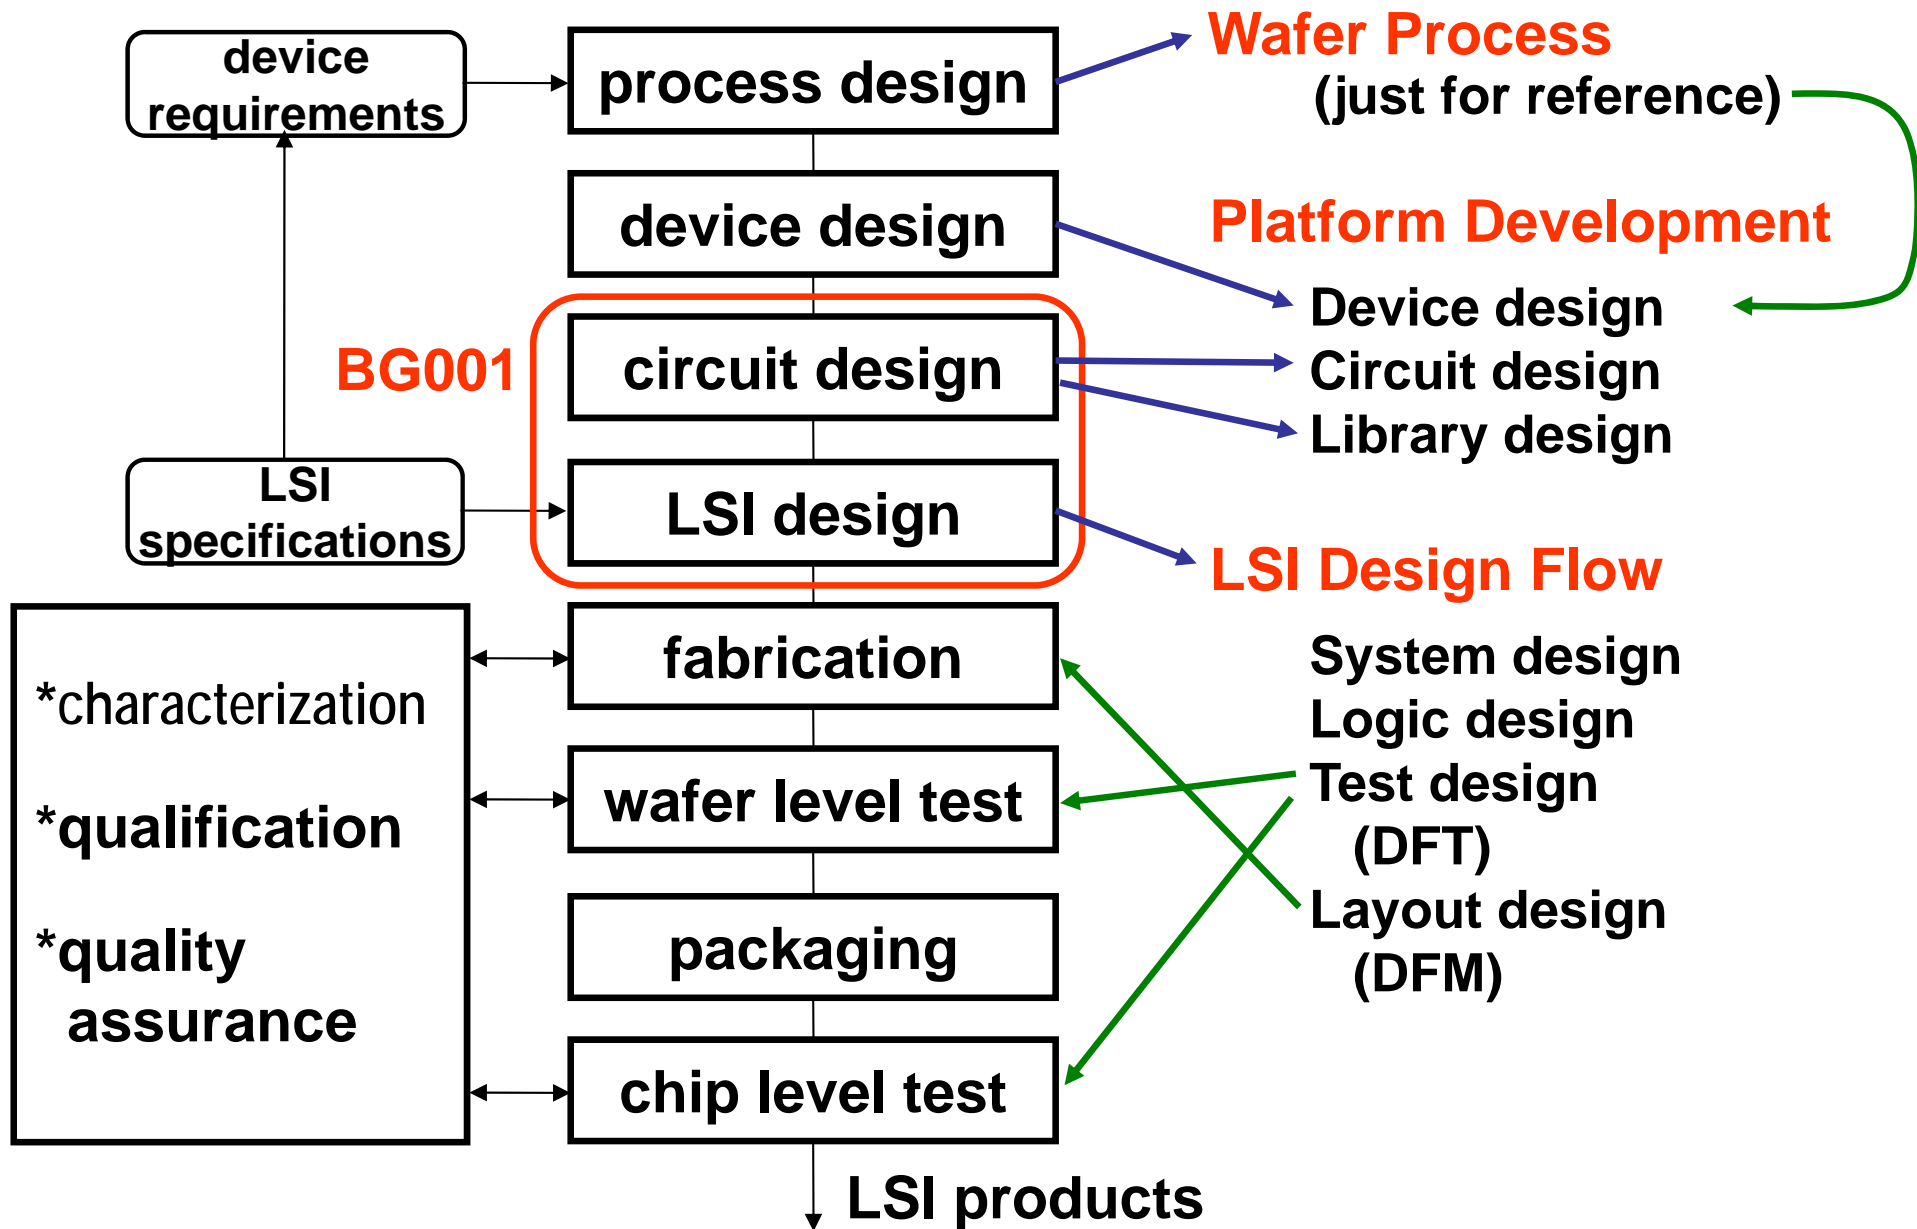 device
requirements
process design
Wafer Process
(just for reference)
device design
Platform Development
Device design
Circuit design
Library design
BG001
circuit design
LSI
specifications
LSI design
LSI Design Flow
System design
Logic design
Test design
(DFT)
Layout design
(DFM)
fabrication
*characterization
*qualification
*quality
assurance
wafer level test
packaging
chip level test
LSI products